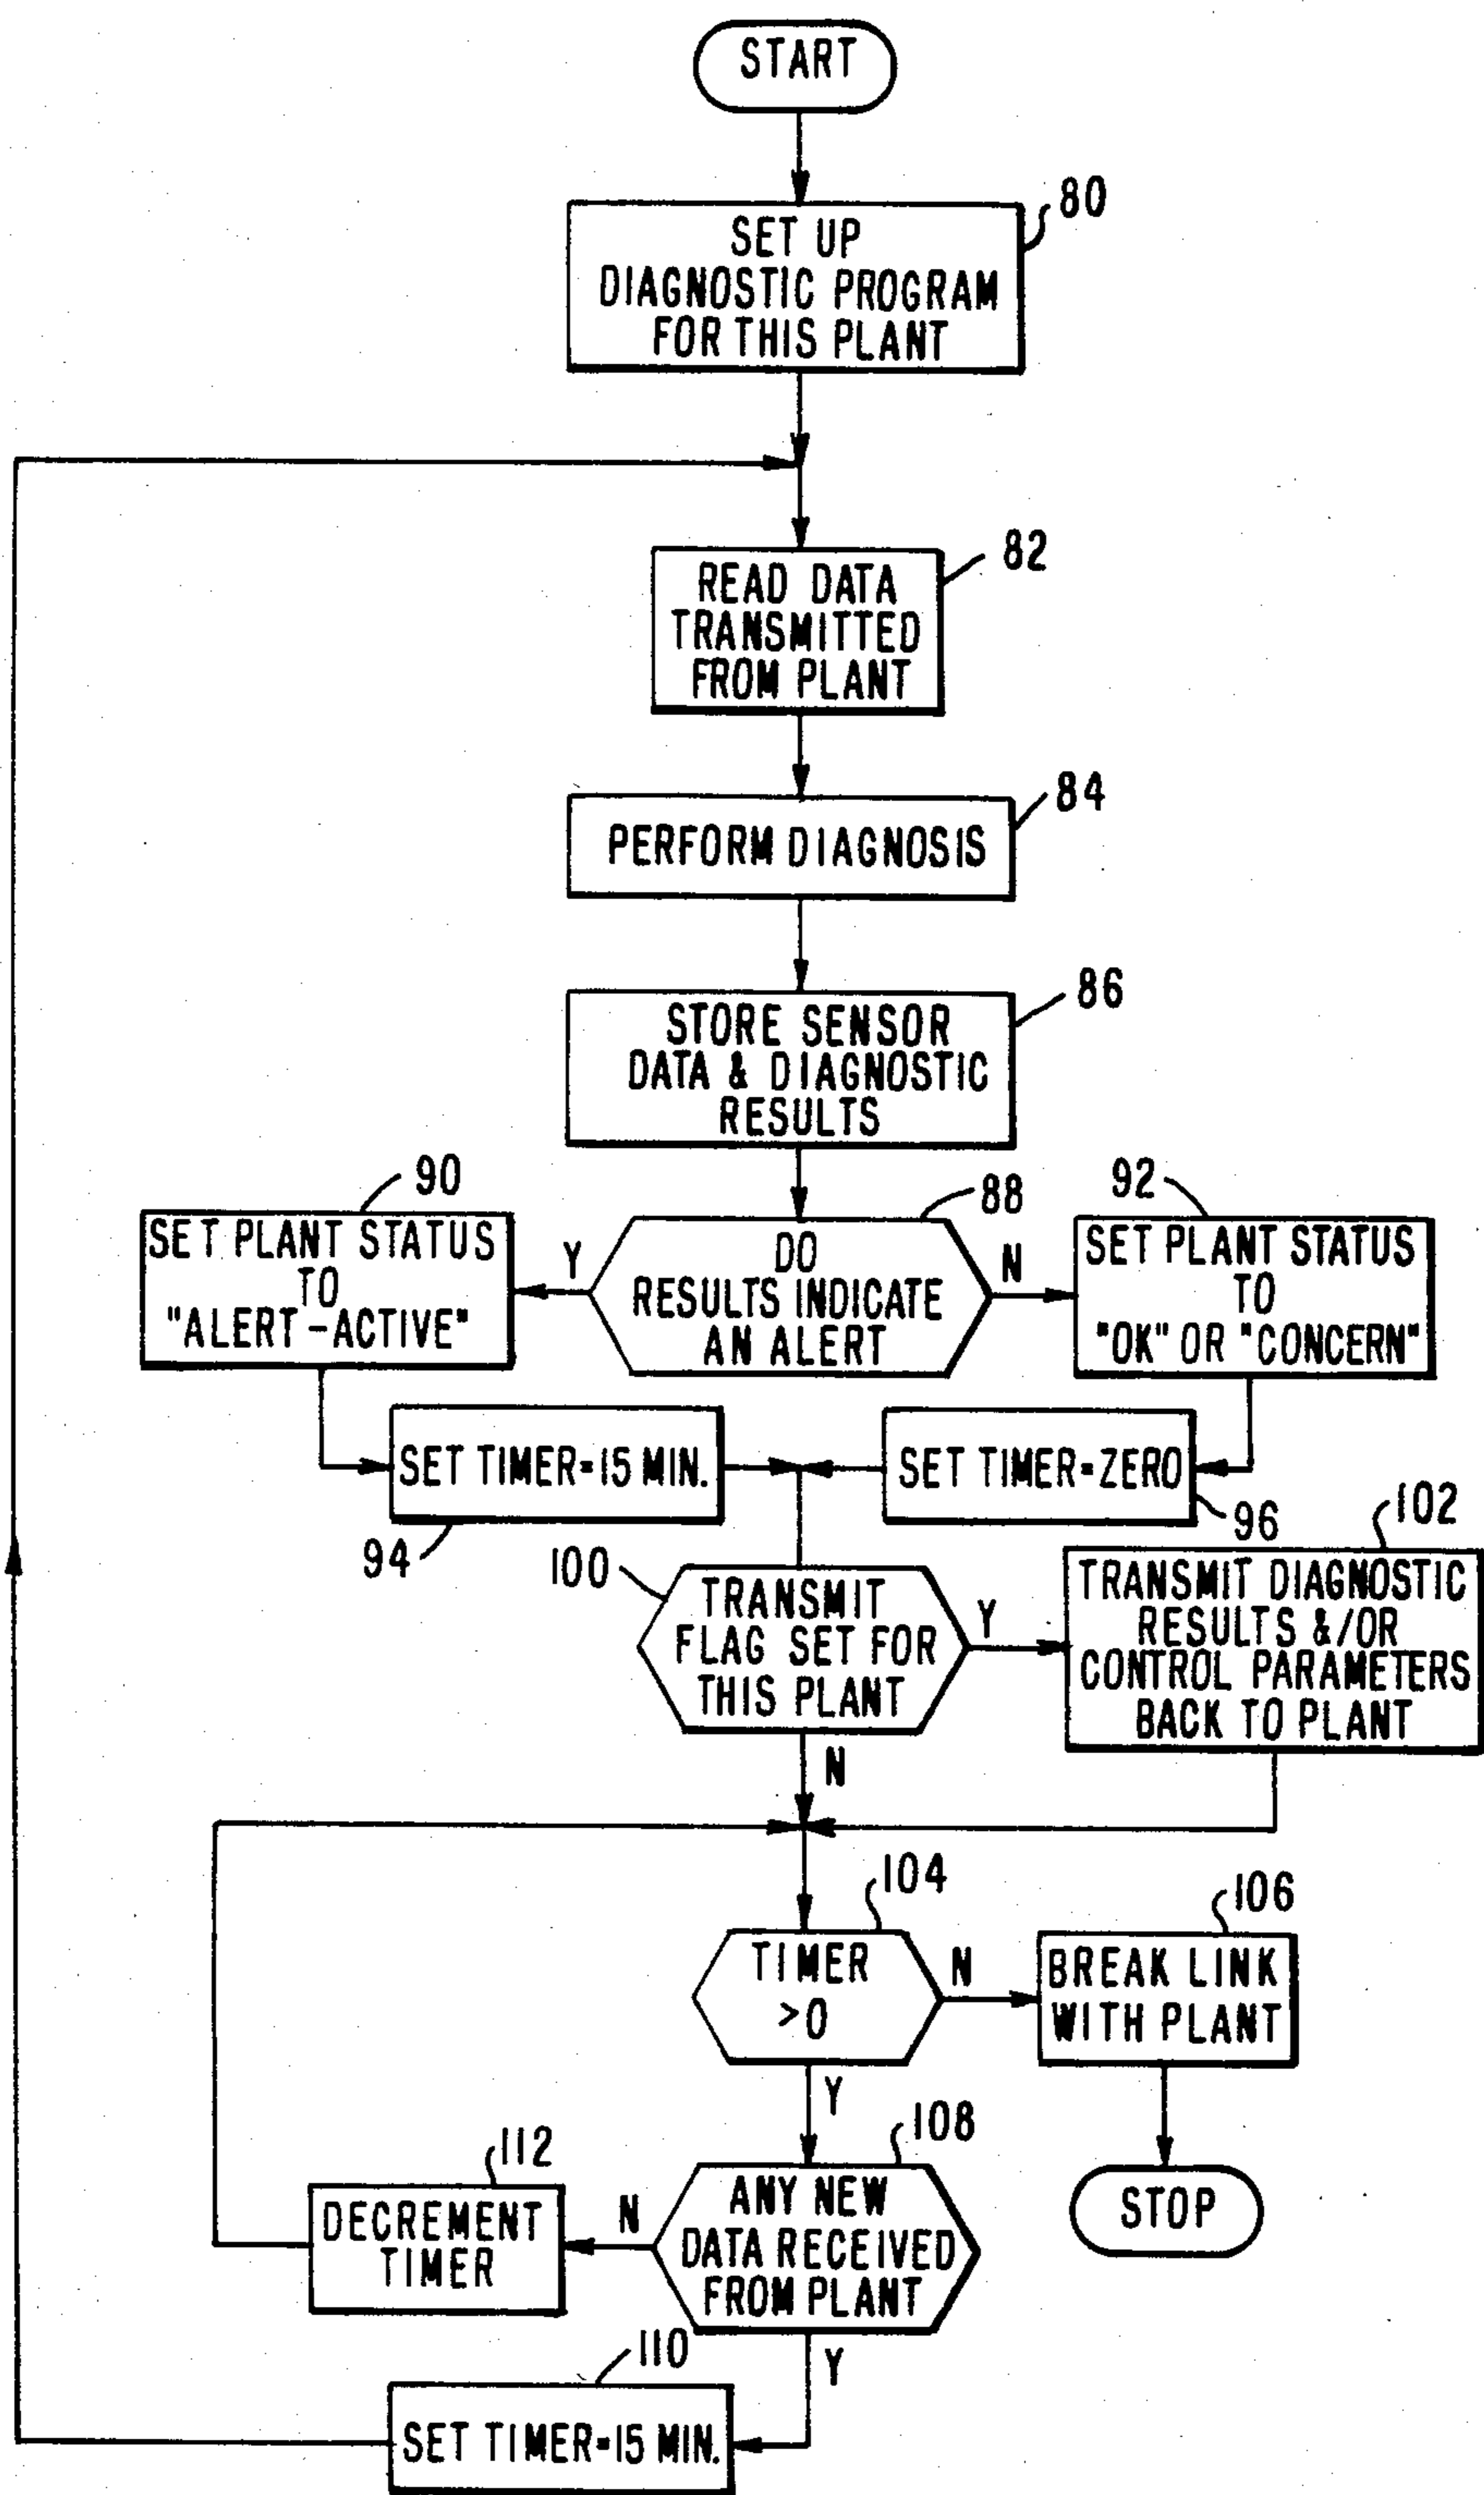 START
80
SET UP
DIAGNOSTIC PROGRAM
FOR THIS PLANT
82
READ DATA
TRANSMITTED
FROM PLANT
84
PERFORM DIAGNOSIS
86
STORE SENSOR
DATA & DIAGNOSTIC
RESULTS
90
SET PLANT STATUS
TO
"ALERT-ACTIVE"
Y
88
DO
RESULTS INDICATE
AN ALERT
N
92
SET PLANT STATUS
TO
"OK" OR "CONCERN"
SET TIMER=15 MIN.
94
SET TIMER=ZERO
96
100
TRANSMIT
FLAG SET FOR
THIS PLANT
Y
N
102
TRANSMIT DIAGNOSTIC
RESULTS &/OR
CONTROL PARAMETERS
BACK TO PLANT
104
TIMER
>0
N
Y
106
BREAK LINK
WITH PLANT
STOP
108
ANY NEW
DATA RECEIVED
FROM PLANT
N
Y
112
DECREMENT
TIMER
110
SET TIMER=15 MIN.